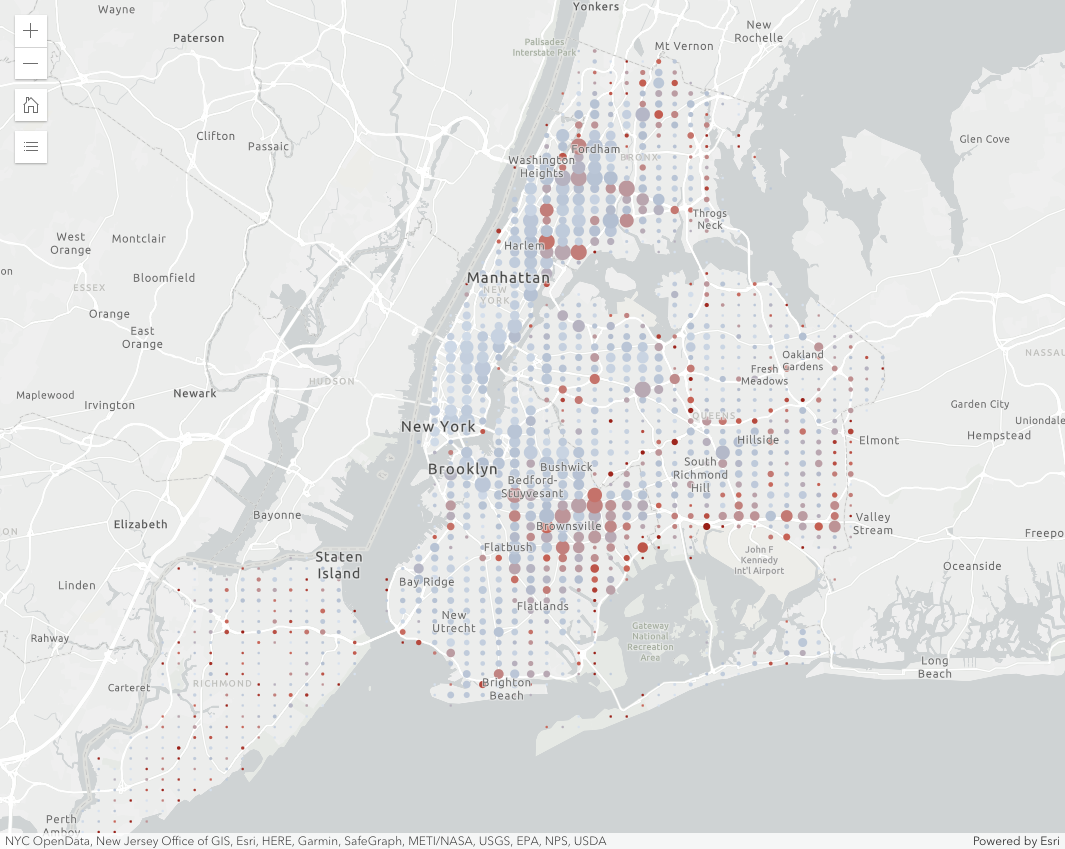 Yonkers
Wayne
New
Rochelle
Paterson
Palisades
Interstate Park
Mt Vernon
Clifton
Passaic
Glen Cove
Fordham
BRONX
Washington
Heights
Throgs
Neck
West
Orange
Montclair
Harlem
on
Bloomfield
Manhattan
ESSEX
NEW
YORK
Orange
East
Orange
Oakland
Gardens
NASSAU
Fresh
Meadows
HUDSON
Maplewood
Newark
Irvington
Garden City
QUEENS
Uniondale
New York
Hillside
Elmont
Hempstead
Brooklyn
Bushwick
South
Richmond
Hill
Bedford-
Stuyvesant
Bayonne
Elizabeth
Brownsville
Valley
Stream
ON
Freepo
Flatbush
John F
Kennedy
Int'l Airport
Staten
Island
Oceanside
Linden
Bay Ridge
Flatlands
New
Utrecht
Gateway
National
Recreation
Area
Rahway
Long
Beach
Carteret
RICHMOND
Brighton
Beach
Perth
Amboy
NYC OpenData, New Jersey Office of GIS, Esri, HERE, Garmin, SafeGraph, METI/NASA, USGS, EPA, NPS, USDA
Powered by Esri